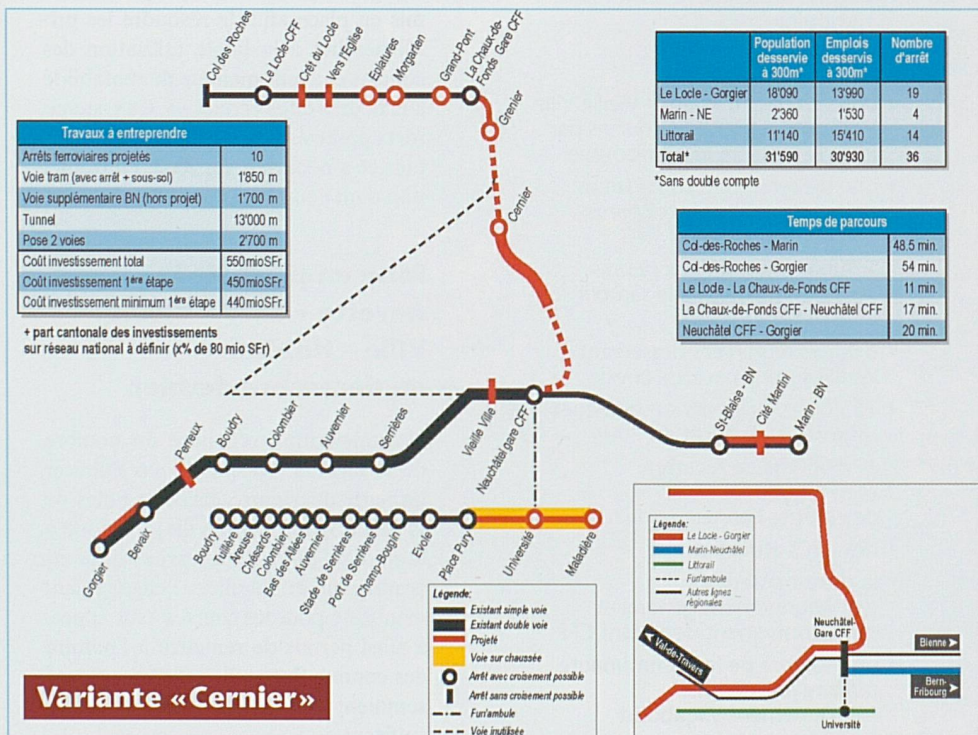 Col des Roches
Le Locle-CFF
Crêt du Locle
Vers l'Eglise
Eplatures
Morgarten
Grand-Pont
La Chaux-de-
Fonds Gare CFF
Grenier
Cernier
Travaux à entreprendre
Arrêts ferroviaires projetés 10
Voie tram (avec arrêt + sous-sol) 1'850 m
Voie supplémentaire BN (hors projet) 1'700 m
Tunnel 13'000 m
Pose 2 voies 2'700 m
Coût investissement total 550 mio SFr.
Coût investissement 1ère étape 450 mio SFr.
Coût investissement minimum 1ère étape 440 mio SFr.
+ part cantonale des investissements
sur réseau national à définir (x% de 80 mio SFr)
Population desservie à 300m* Emplois desservis à 300m* Nombre d'arrêt
Le Locle - Gorgier 18'090 13'990 19
Marin - NE 2'360 1'530 4
Littorail 11'140 15'410 14
Total* 31'590 30'930 36
*Sans double compte
Temps de parcours
Col-des-Roches - Marin 48.5 min.
Col-des-Roches - Gorgier 54 min.
Le Locle - La Chaux-de-Fonds CFF 11 min.
La Chaux-de-Fonds CFF - Neuchâtel CFF 17 min.
Neuchâtel CFF - Gorgier 20 min.
Gorgier
Bevaix
Perreux
Boudry
Colombier
Auvernier
Serrières
Vieille Ville
Neuchâtel gare CFF
St-Blaise - BN
Cité Martini
Marin - BN
Boudry
Tuilière
Areuse
Chésards
Colombier
Bas des Allées
Auvernier
Stade de Serrières
Port de Serrières
Champ-Bougin
Evole
Place Pury
Université
Maladière
Légende:
Existant simple voie
Existant double voie
Projeté
Voie sur chaussée
Arrêt avec croisement possible
Arrêt sans croisement possible
Fun'ambule
Voie inutilisée
Légende:
Le Locle - Gorgier
Marin-Neuchâtel
Littorail
Fun'ambule
Autres lignes
régionales
Neuchâtel-
Gare CFF
Val-de-Travers
Bienne
Bern-
Fribourg
Université
Variante «Cernier»